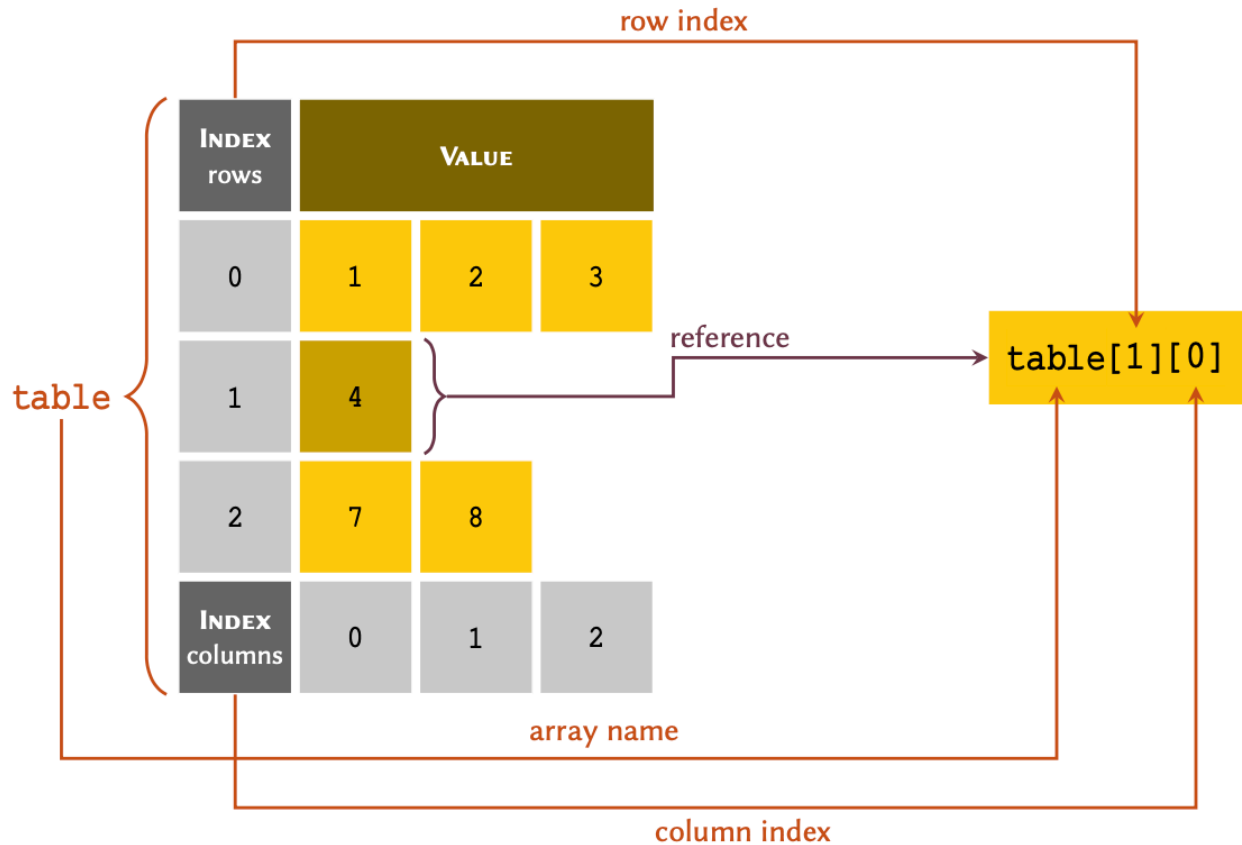 row index
INDEX
rows
VALUE
0 1 2 3
reference
table[1][0]
table
1 4
2 7 8
INDEX
columns
0 1 2
array name
column index